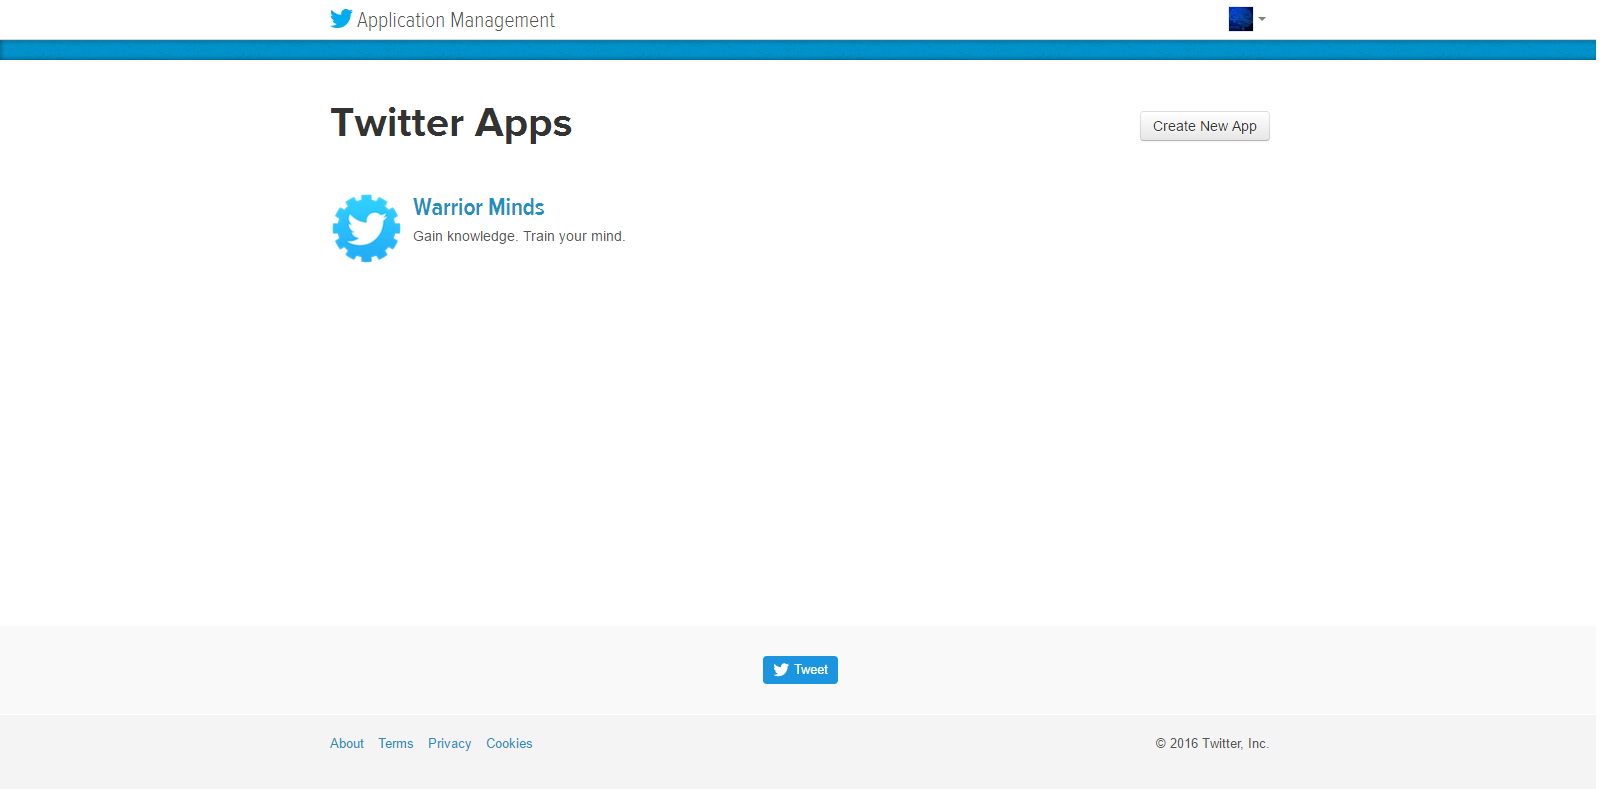 Application Management
Twitter Apps
Create New App
Warrior Minds
Gain knowledge. Train your mind.
Tweet
About Terms Privacy Cookies
© 2016 Twitter, Inc.